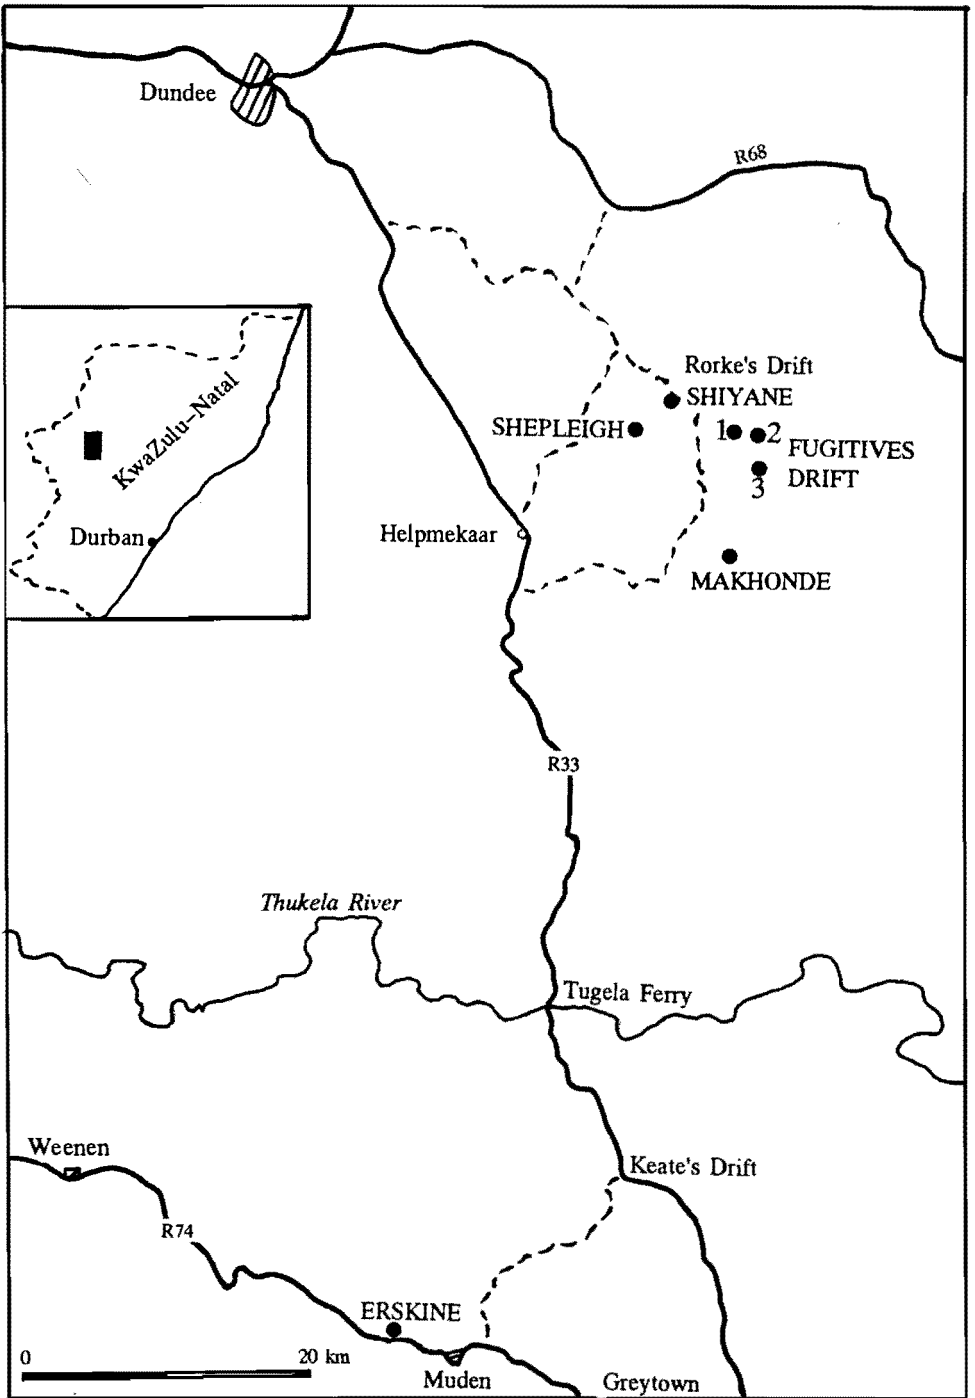 Dundee
R68
Rorke's Drift
SHIYANE
SHEPLEIGH
1
2
FUGITIVES
DRIFT
3
KwaZulu-Natal
Durban
Helpmekaar
MAKHONDE
R33
Thukela River
Tugela Ferry
Weenen
Keate's Drift
R74
ERSKINE
0 20 km
Muden
Greytown